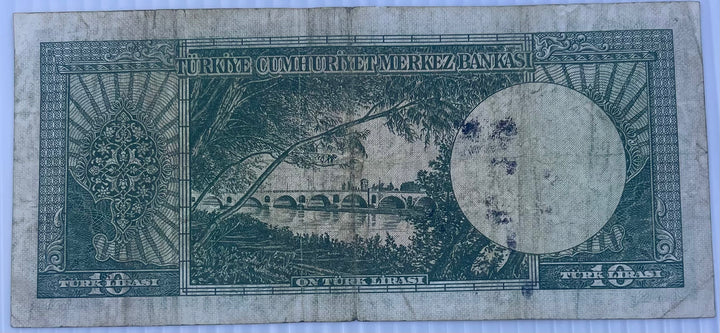 TÜRKİYE CUMHURİYET MERKEZ BANKASI
10
TÜRK LİRASI
ON TÜRK LİRASI
10
TÜRK LİRASI